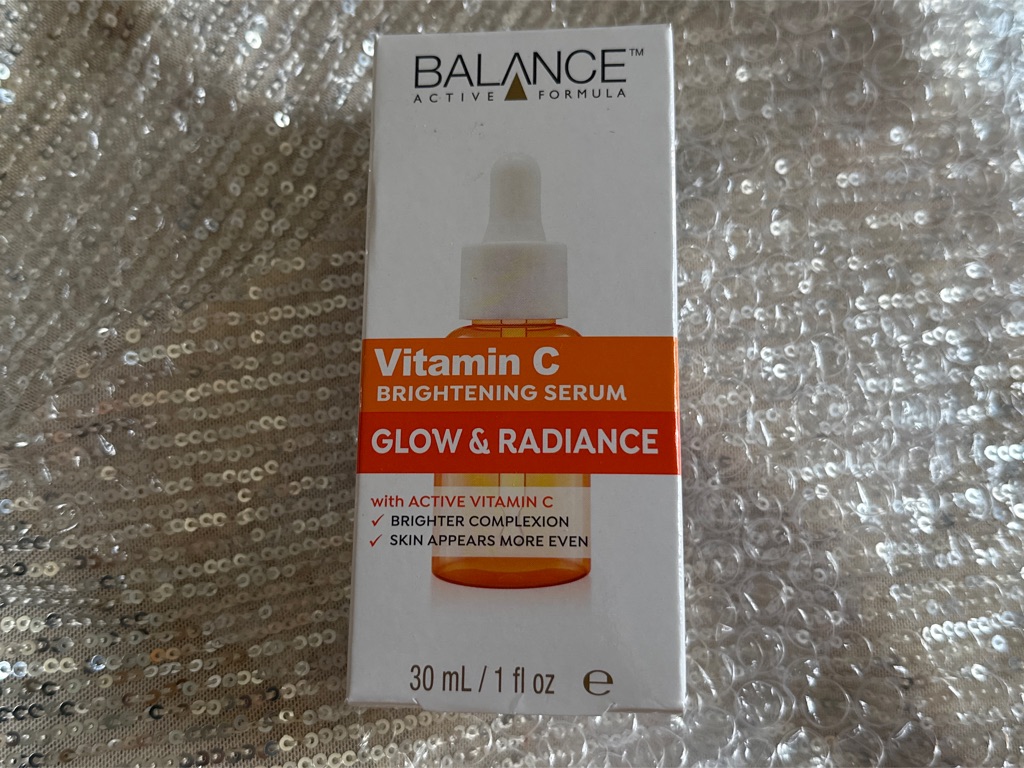 BALANCE™
ACTIVE FORMULA
Vitamin C
BRIGHTENING SERUM
GLOW & RADIANCE
with ACTIVE VITAMIN C
✓ BRIGHTER COMPLEXION
✓ SKIN APPEARS MORE EVEN
30 mL / 1 fl oz ℮